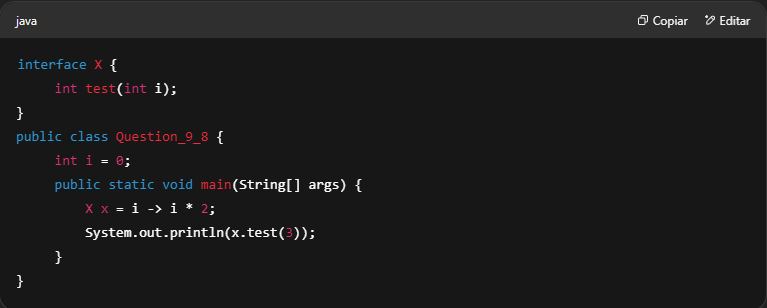 java Copiar Editar
interface X {
int test(int i);
}
public class Question_9_8 {
int i = 0;
public static void main(String[] args) {
X x = i -> i * 2;
System.out.println(x.test(3));
}
}